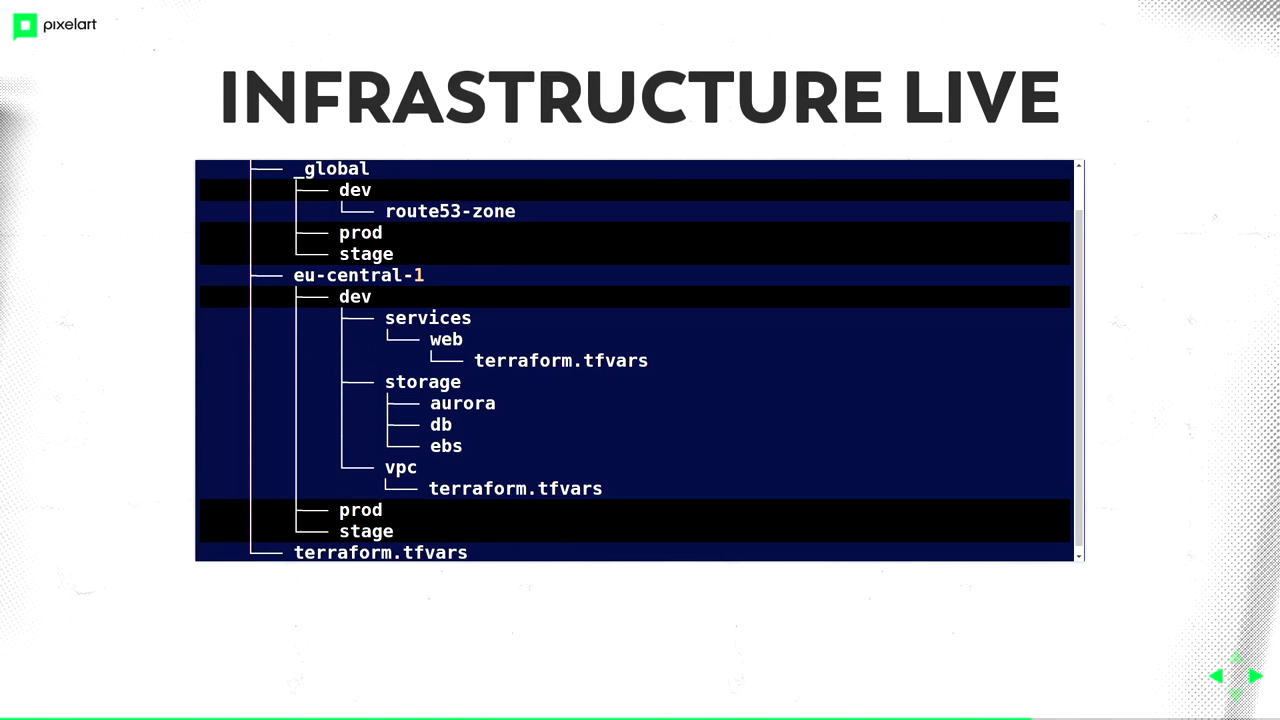 pixelart
INFRASTRUCTURE LIVE
├── _global
├── dev
└── route53-zone
├── prod
└── stage
├── eu-central-1
├── dev
├── services
└── web
└── terraform.tfvars
├── storage
├── aurora
├── db
└── ebs
└── vpc
└── terraform.tfvars
├── prod
└── stage
└── terraform.tfvars